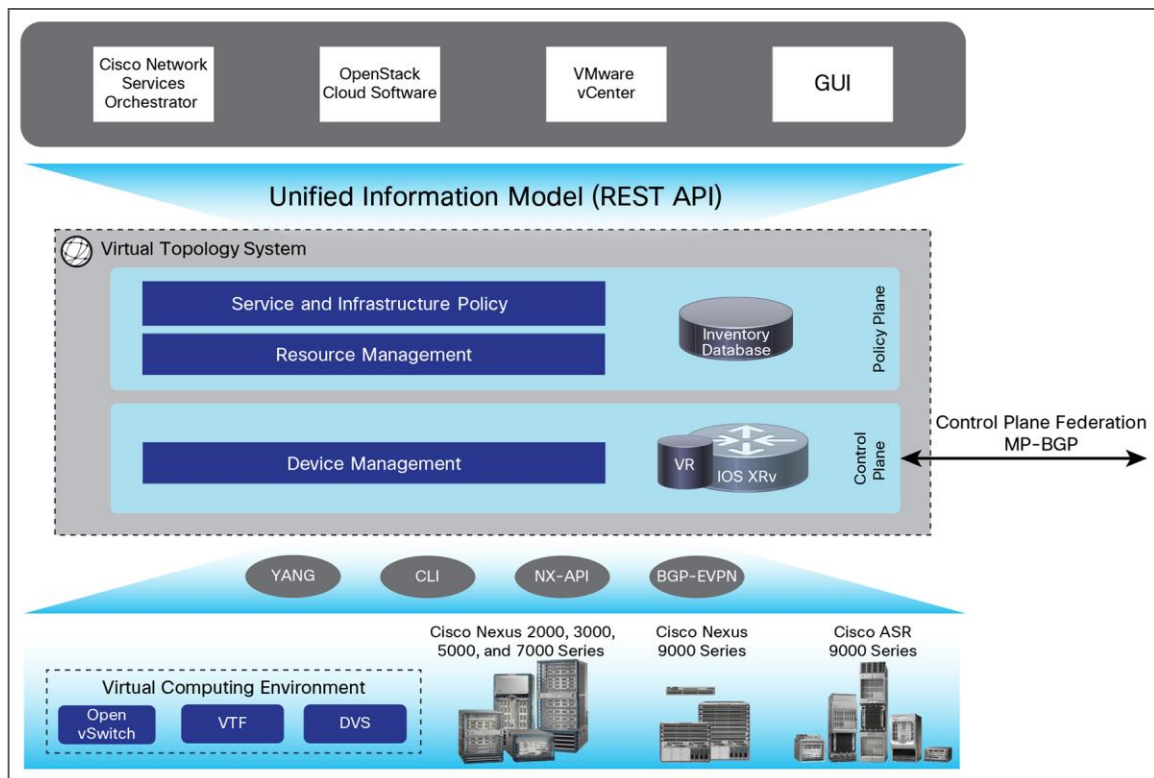 Cisco Network
Services
Orchestrator
OpenStack
Cloud Software
VMware
vCenter
GUI
Unified Information Model (REST API)
Virtual Topology System
Service and Infrastructure Policy
Resource Management
Inventory
Database
Policy Plane
Device Management
VR
IOS XRv
Control
Plane
Control Plane Federation
MP-BGP
YANG
CLI
NX-API
BGP-EVPN
Virtual Computing Environment
Open
vSwitch
VTF
DVS
Cisco Nexus 2000, 3000,
5000, and 7000 Series
Cisco Nexus
9000 Series
Cisco ASR
9000 Series